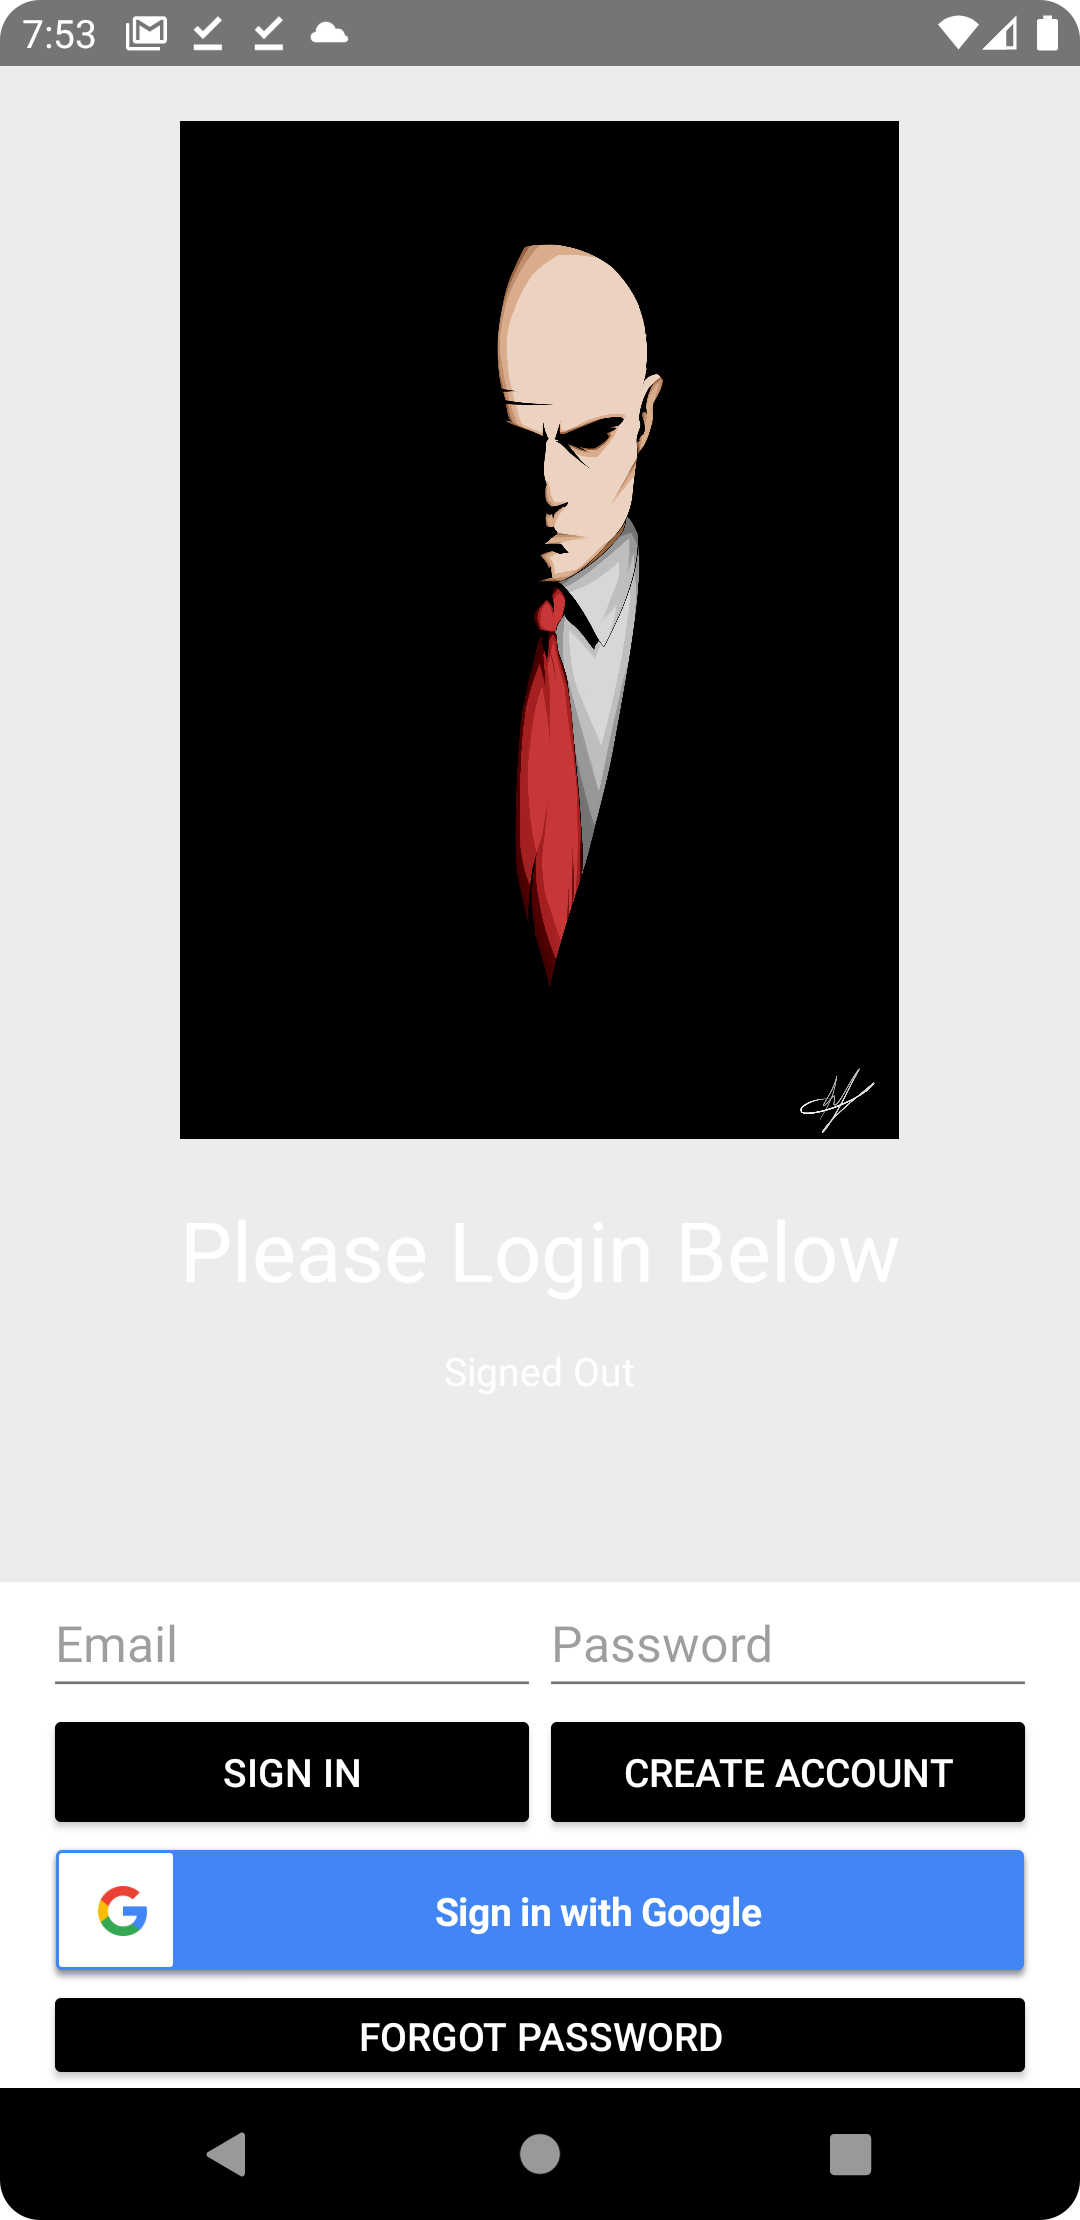 7:53
Please Login Below
Signed Out
Email Password
SIGN IN CREATE ACCOUNT
Sign in with Google
FORGOT PASSWORD